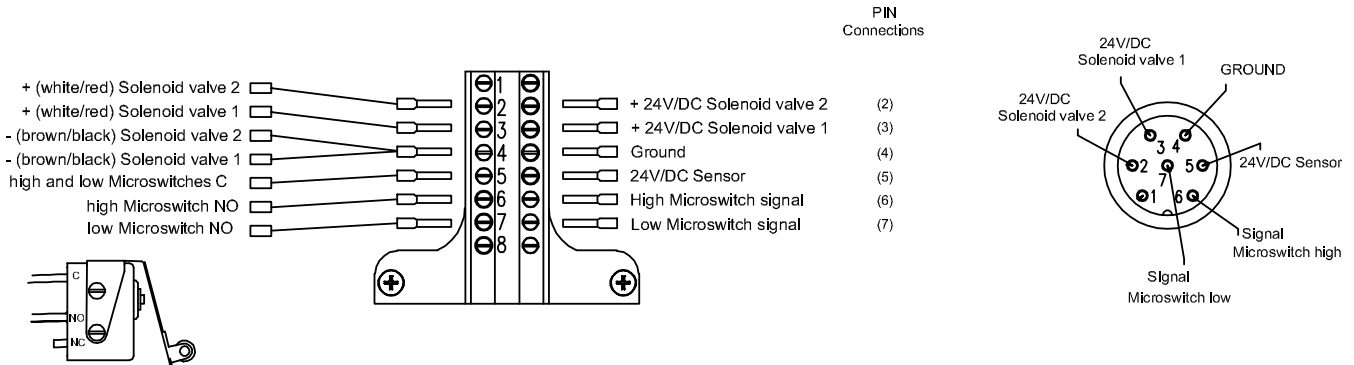 PIN
Connections
+ (white/red) Solenoid valve 2
+ (white/red) Solenoid valve 1
- (brown/black) Solenoid valve 2
- (brown/black) Solenoid valve 1
high and low Microswitches C
high Microswitch NO
low Microswitch NO
1
2
3
4
5
6
7
8
+ 24V/DC Solenoid valve 2 (2)
+ 24V/DC Solenoid valve 1 (3)
Ground (4)
24V/DC Sensor (5)
High Microswitch signal (6)
Low Microswitch signal (7)
C
NO
NC
24V/DC
Solenoid valve 1
GROUND
24V/DC
Solenoid valve 2
3 4
2 7 5
1 6
24V/DC Sensor
Signal
Microswitch high
SIgnal
Microswitch low